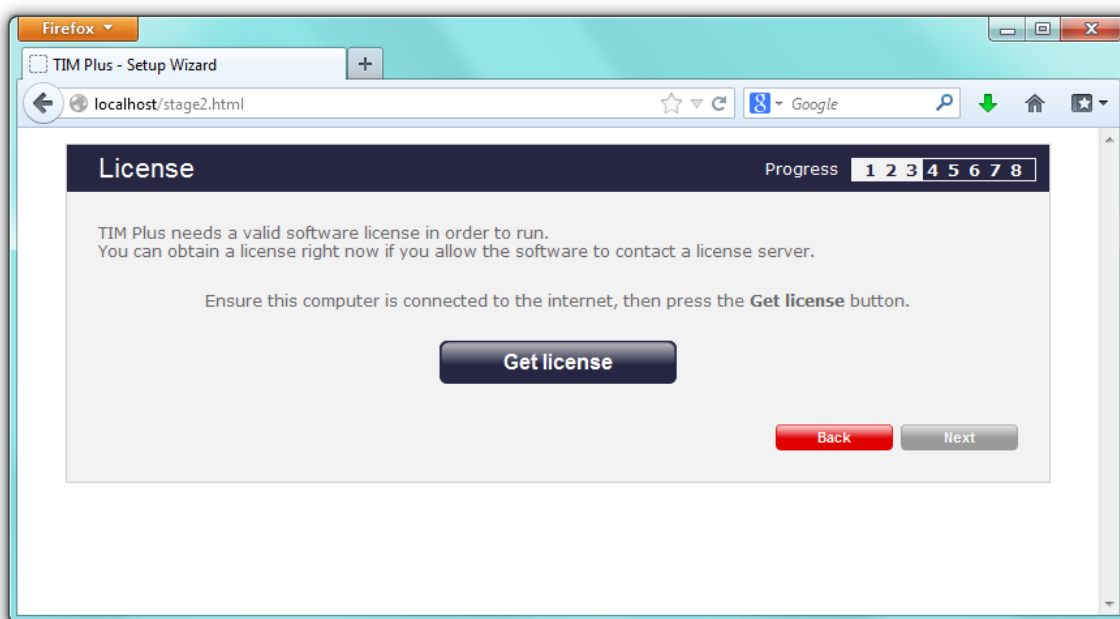 Firefox
TIM Plus - Setup Wizard
localhost/stage2.html
Google
License
Progress 1 2 3 4 5 6 7 8
TIM Plus needs a valid software license in order to run.
You can obtain a license right now if you allow the software to contact a license server.
Ensure this computer is connected to the internet, then press the Get license button.
Get license
Back Next